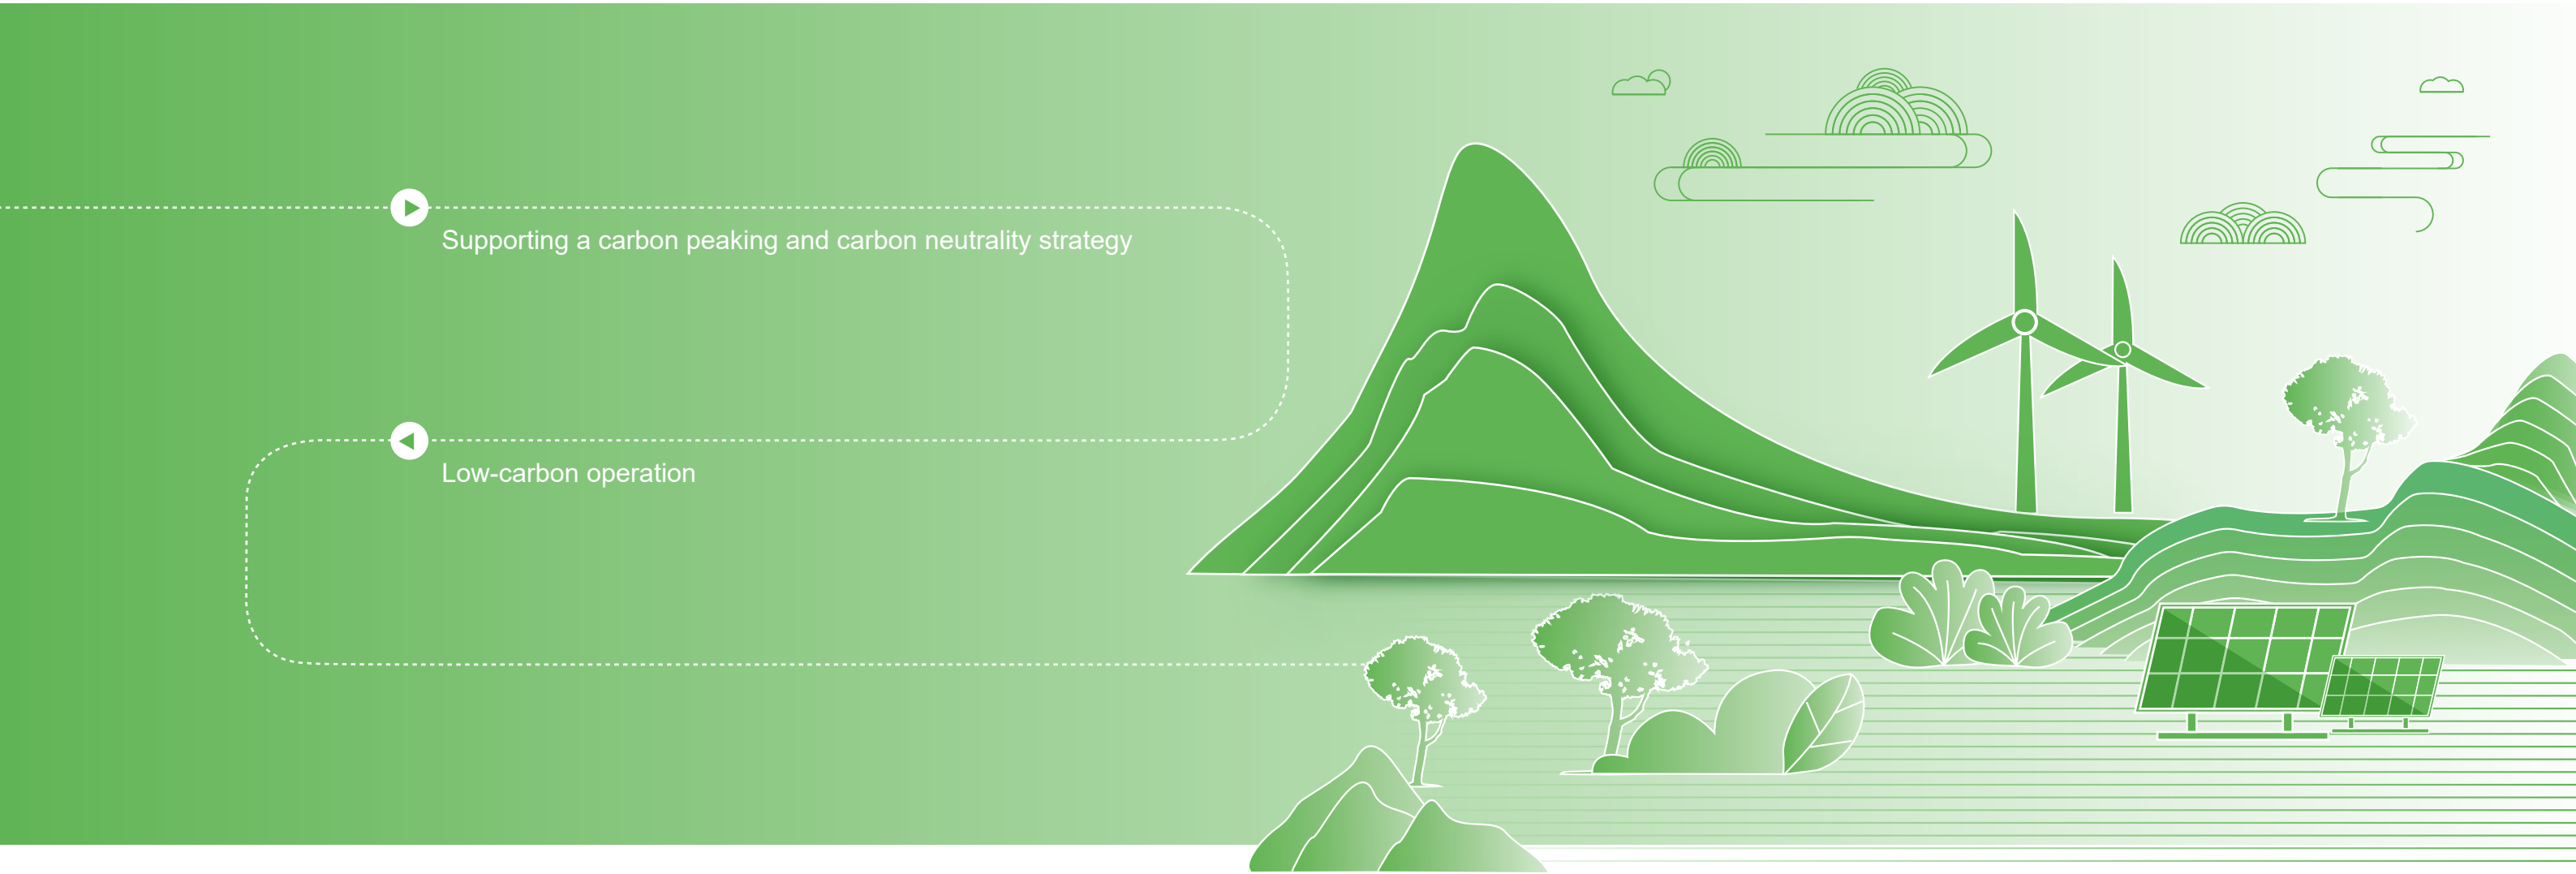 Supporting a carbon peaking and carbon neutrality strategy
Low-carbon operation